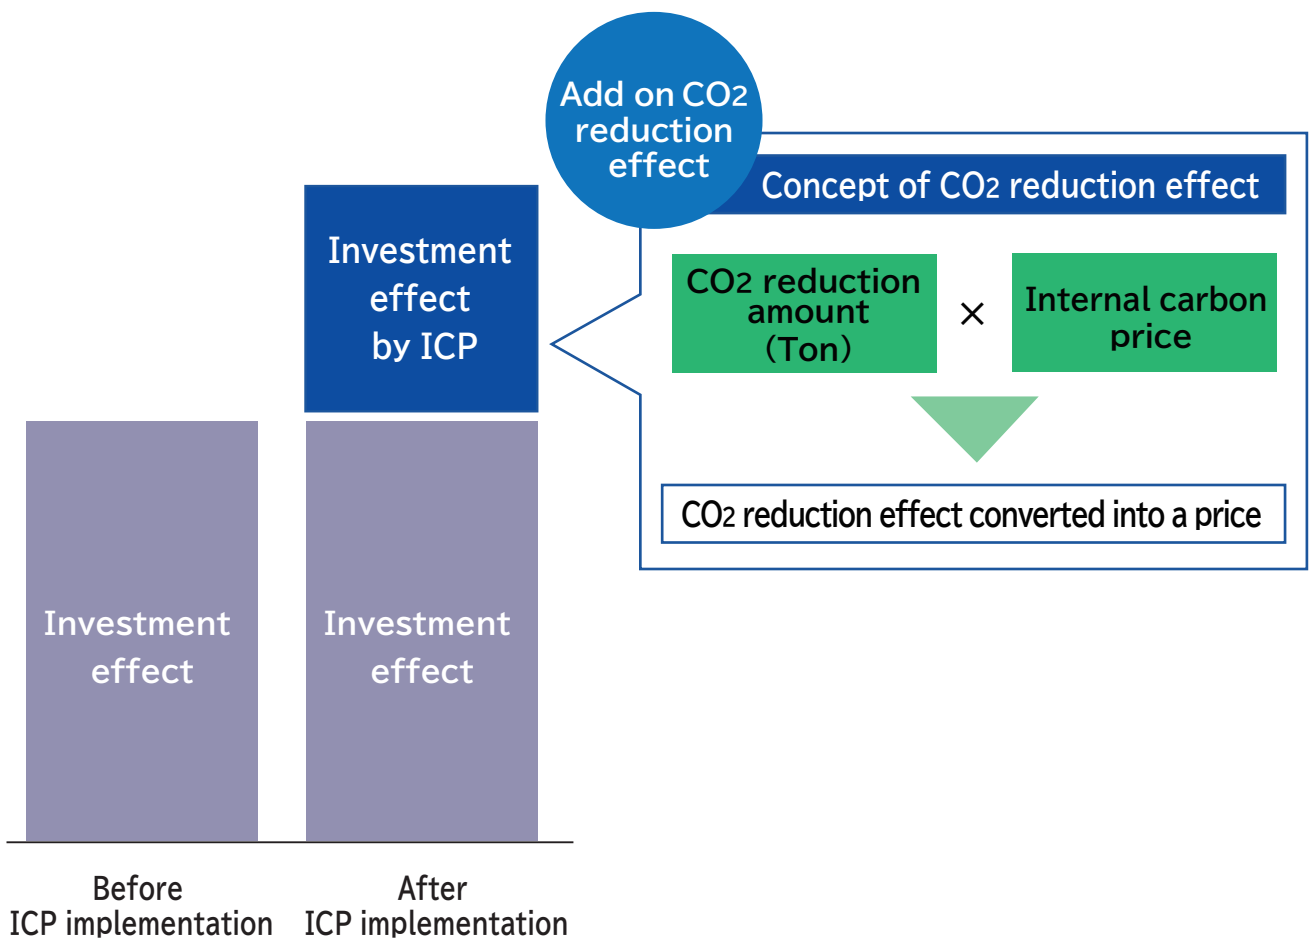 Add on CO2
reduction
effect
Concept of CO2 reduction effect
Investment
effect
by ICP
CO2 reduction
amount
(Ton)
×
Internal carbon
price
CO2 reduction effect converted into a price
Investment
effect
Investment
effect
Before
ICP implementation
After
ICP implementation